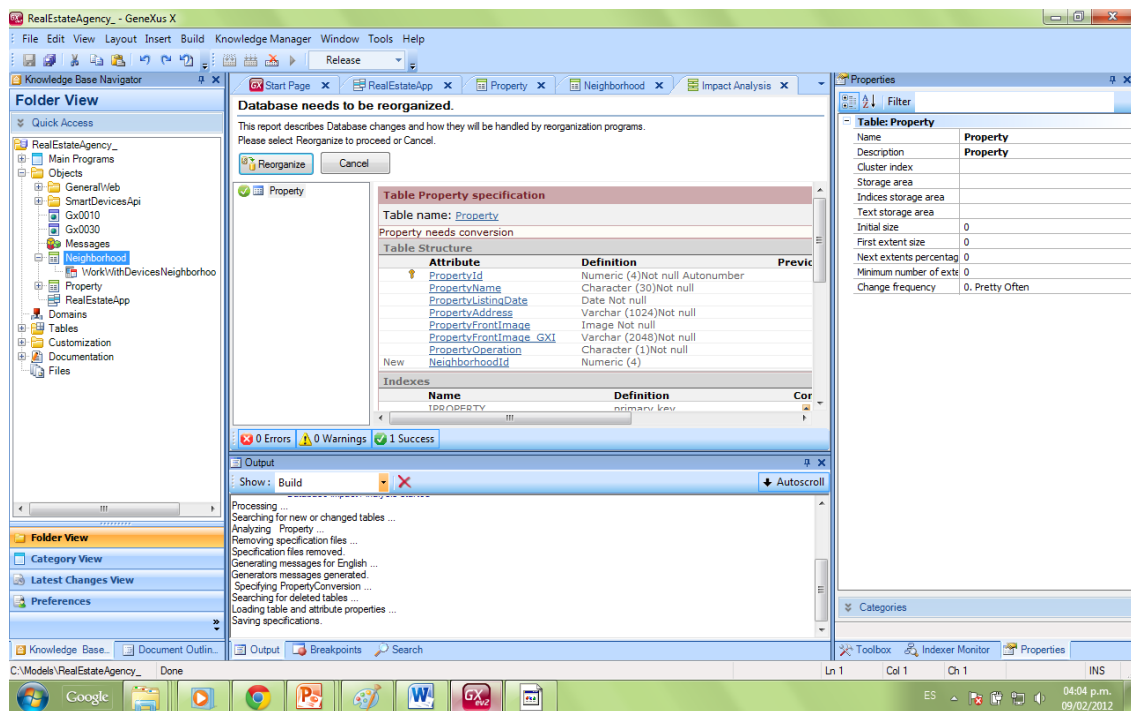 RealEstateAgency_ - GeneXus X
File Edit View Layout Insert Build Knowledge Manager Window Tools Help
Release
Knowledge Base Navigator
Folder View
Quick Access
RealEstateAgency_
Main Programs
Objects
GeneralWeb
SmartDevicesApi
Gx0010
Gx0030
Messages
Neighborhood
WorkWithDevicesNeighborhoo
Property
RealEstateApp
Domains
Tables
Customization
Documentation
Files
Folder View
Category View
Latest Changes View
Preferences
Knowledge Base... Document Outlin...
Start Page RealEstateApp Property Neighborhood Impact Analysis
Database needs to be reorganized.
This report describes Database changes and how they will be handled by reorganization programs.
Please select Reorganize to proceed or Cancel.
Reorganize Cancel
Property
Table Property specification
Table name: Property
Property needs conversion
Table Structure
Attribute Definition Previc
PropertyId Numeric (4)Not null Autonumber
PropertyName Character (30)Not null
PropertyListingDate Date Not null
PropertyAddress Varchar (1024)Not null
PropertyFrontImage Image Not null
PropertyFrontImage_GXI Varchar (2048)Not null
PropertyOperation Character (1)Not null
New NeighborhoodId Numeric (4)
Indexes
Name Definition Cor
IPROPERTY primary key
0 Errors 0 Warnings 1 Success
Output
Show: Build Autoscroll
Database Impact Analysis started
Processing ...
Searching for new or changed tables ...
Analyzing Property ...
Removing specification files ...
Specification files removed.
Generating messages for English ...
Generators messages generated.
Specifying PropertyConversion ...
Searching for deleted tables ...
Loading table and attribute properties ...
Saving specifications.
Output Breakpoints Search
Properties
Filter
Table: Property
Name Property
Description Property
Cluster index
Storage area
Indices storage area
Text storage area
Initial size 0
First extent size 0
Next extents percentag 0
Minimum number of exte 0
Change frequency 0. Pretty Often
Categories
Toolbox Indexer Monitor Properties
C:\Models\RealEstateAgency_ Done Ln 1 Col 1 Ch 1 INS
Google
GX
ev2
ES 04:04 p.m.
09/02/2012